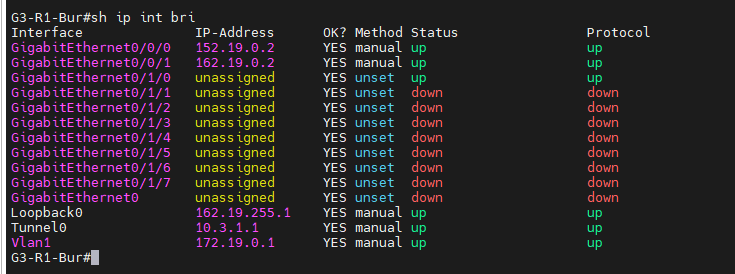 G3-R1-Bur#sh ip int bri
Interface IP-Address OK? Method Status Protocol
GigabitEthernet0/0/0 152.19.0.2 YES manual up up
GigabitEthernet0/0/1 162.19.0.2 YES manual up up
GigabitEthernet0/1/0 unassigned YES unset up up
GigabitEthernet0/1/1 unassigned YES unset down down
GigabitEthernet0/1/2 unassigned YES unset down down
GigabitEthernet0/1/3 unassigned YES unset down down
GigabitEthernet0/1/4 unassigned YES unset down down
GigabitEthernet0/1/5 unassigned YES unset down down
GigabitEthernet0/1/6 unassigned YES unset down down
GigabitEthernet0/1/7 unassigned YES unset down down
GigabitEthernet0 unassigned YES unset down down
Loopback0 162.19.255.1 YES manual up up
Tunnel0 10.3.1.1 YES manual up up
Vlan1 172.19.0.1 YES manual up up
G3-R1-Bur#